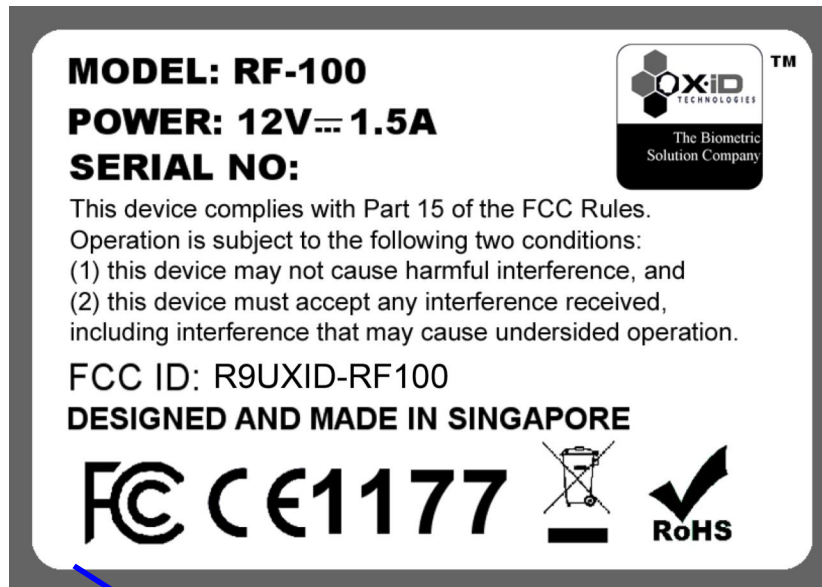 MODEL: RF-100
POWER: 12V⎓1.5A
SERIAL NO:
OX·iD
TECHNOLOGIES
TM
The Biometric
Solution Company
This device complies with Part 15 of the FCC Rules.
Operation is subject to the following two conditions:
(1) this device may not cause harmful interference, and
(2) this device must accept any interference received,
including interference that may cause undersided operation.
FCC ID: R9UXID-RF100
DESIGNED AND MADE IN SINGAPORE
FCC CE1177
RoHS